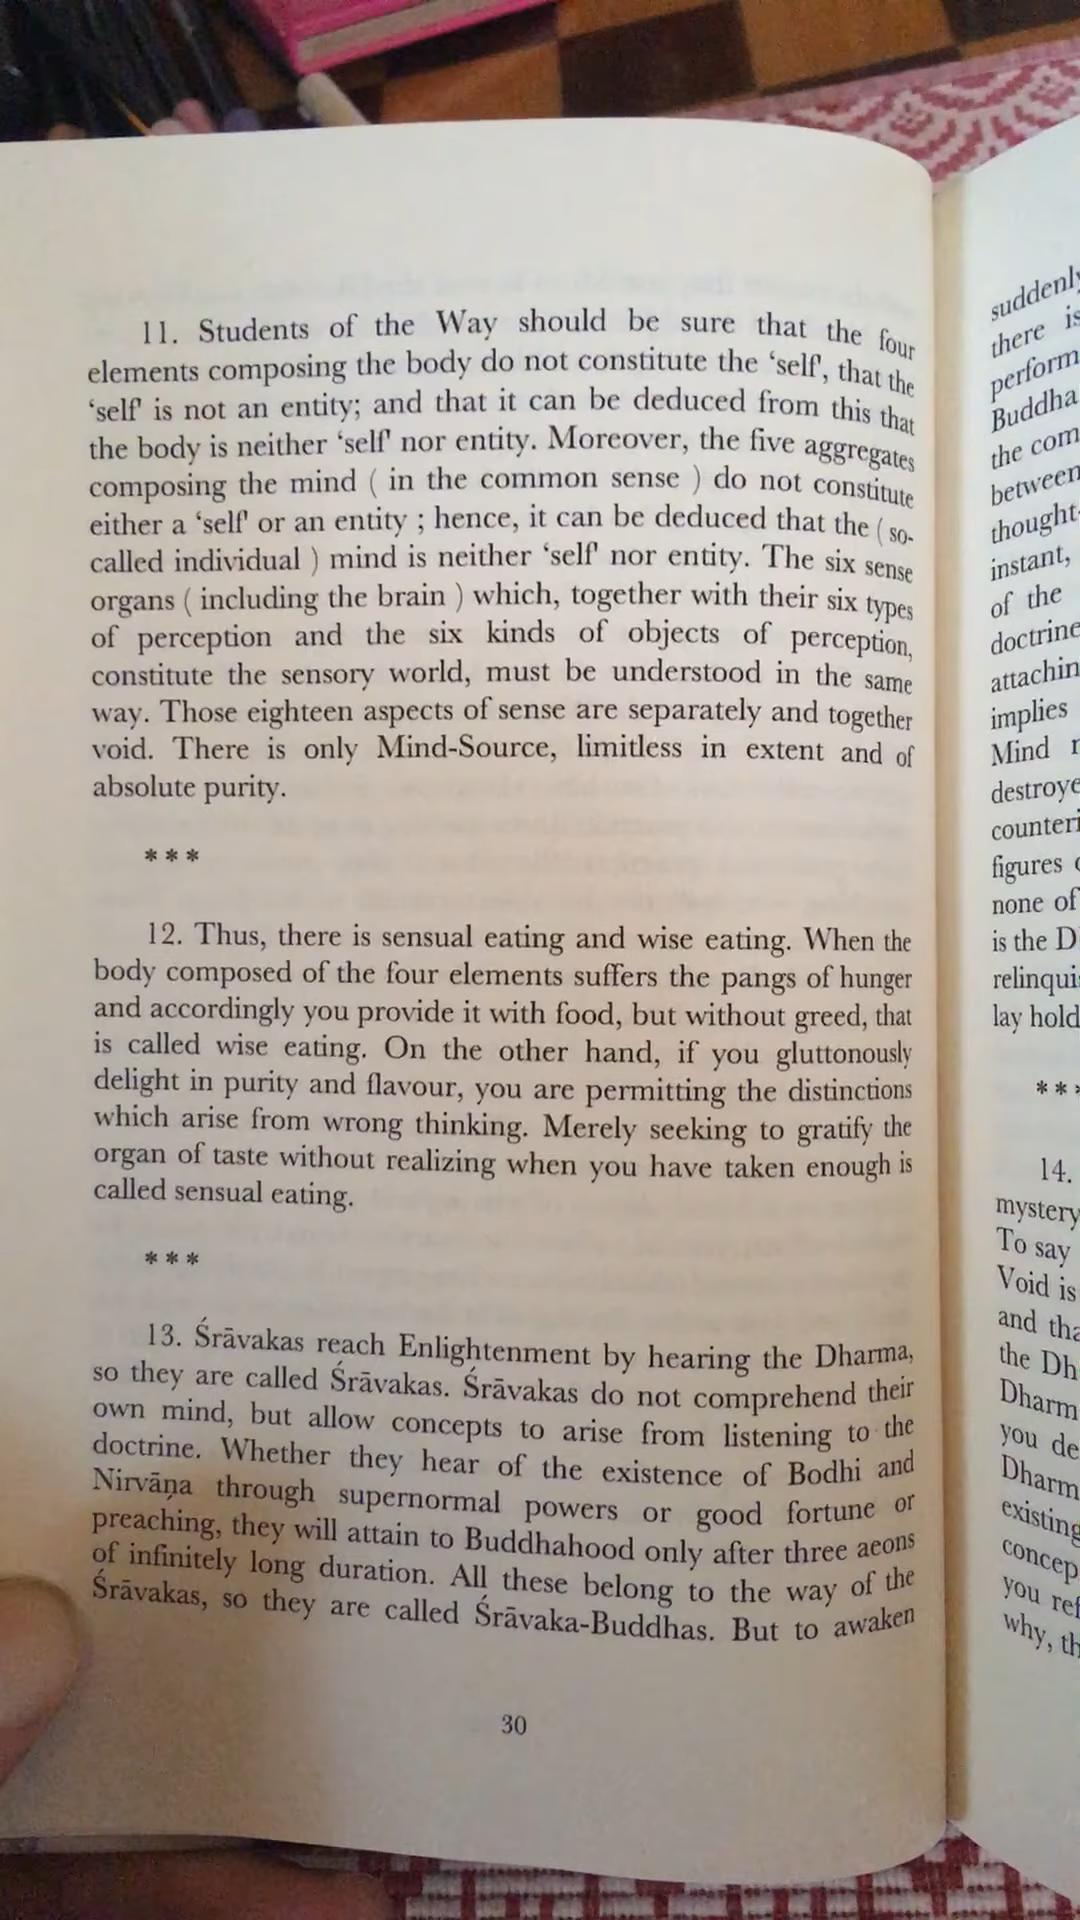 11. Students of the Way should be sure that the four
elements composing the body do not constitute the ‘self’, that the
‘self’ is not an entity; and that it can be deduced from this that
the body is neither ‘self’ nor entity. Moreover, the five aggregates
composing the mind ( in the common sense ) do not constitute
either a ‘self’ or an entity ; hence, it can be deduced that the ( so-
called individual ) mind is neither ‘self’ nor entity. The six sense
organs ( including the brain ) which, together with their six types
of perception and the six kinds of objects of perception,
constitute the sensory world, must be understood in the same
way. Those eighteen aspects of sense are separately and together
void. There is only Mind-Source, limitless in extent and of
absolute purity.
***
12. Thus, there is sensual eating and wise eating. When the
body composed of the four elements suffers the pangs of hunger
and accordingly you provide it with food, but without greed, that
is called wise eating. On the other hand, if you gluttonously
delight in purity and flavour, you are permitting the distinctions
which arise from wrong thinking. Merely seeking to gratify the
organ of taste without realizing when you have taken enough is
called sensual eating.
***
13. Śrāvakas reach Enlightenment by hearing the Dharma,
so they are called Śrāvakas. Śrāvakas do not comprehend their
own mind, but allow concepts to arise from listening to the
doctrine. Whether they hear of the existence of Bodhi and
Nirvāṇa through supernormal powers or good fortune or
preaching, they will attain to Buddhahood only after three aeons
of infinitely long duration. All these belong to the way of the
Śrāvakas, so they are called Śrāvaka-Buddhas. But to awaken
30
suddenly
there is
perform
Buddha
the com
between
thought-
instant,
of the
doctrine
attachin
implies
Mind
destroye
counteri
figures
none of
is the D
relinqui
lay hold
***
14.
mystery
To say
Void is
and tha
the Dh
Dharm
you de
Dharm
existing
concep
you ref
why, th